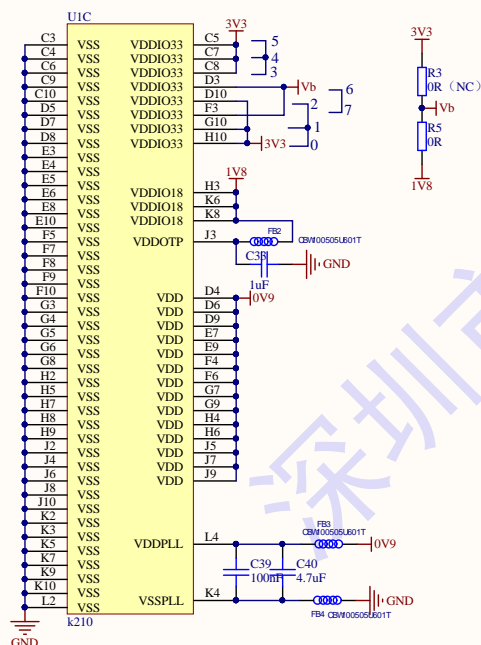 U1C
C3 VSS VDDIO33 C5 3V3
C4 VSS VDDIO33 C7 5
C6 VSS VDDIO33 C8 4
C9 VSS VDDIO33 D3 3
C10 VSS VDDIO33 D10 Vb 6
D5 VSS VDDIO33 F3 2
D7 VSS VDDIO33 G10 7
D8 VSS VDDIO33 H10 3V3 1
E3 VSS 0
E4 VSS
E5 VSS 1V8
E6 VSS VDDIO18 H3
E8 VSS VDDIO18 K6
E10 VSS VDDIO18 K8
F5 VSS VDDOTP J3 FB2 CBW100505U601T
F7 VSS
F8 VSS C33 GND
F9 VSS 1uF
F10 VSS VDD D4 0V9
G3 VSS VDD D6
G4 VSS VDD D9
G5 VSS VDD E7
G6 VSS VDD E9
G8 VSS VDD F4
H2 VSS VDD F6
H5 VSS VDD G7
H7 VSS VDD G9
H8 VSS VDD H4
H9 VSS VDD H6
J2 VSS VDD J5
J4 VSS VDD J7
J6 VSS VDD J9
J8 VSS
J10 VSS
K2 VSS FB3
K3 VSS CBW100505U601T
K5 VSS VDDPLL L4 0V9
K7 VSS C39 C40
K9 VSS 100nF 4.7uF
K10 VSS VSSPLL K4 GND
L2 VSS FB4 CBW100505U601T
k210
GND
3V3
R3
0R（NC）
Vb
R5
0R
1V8
深圳市